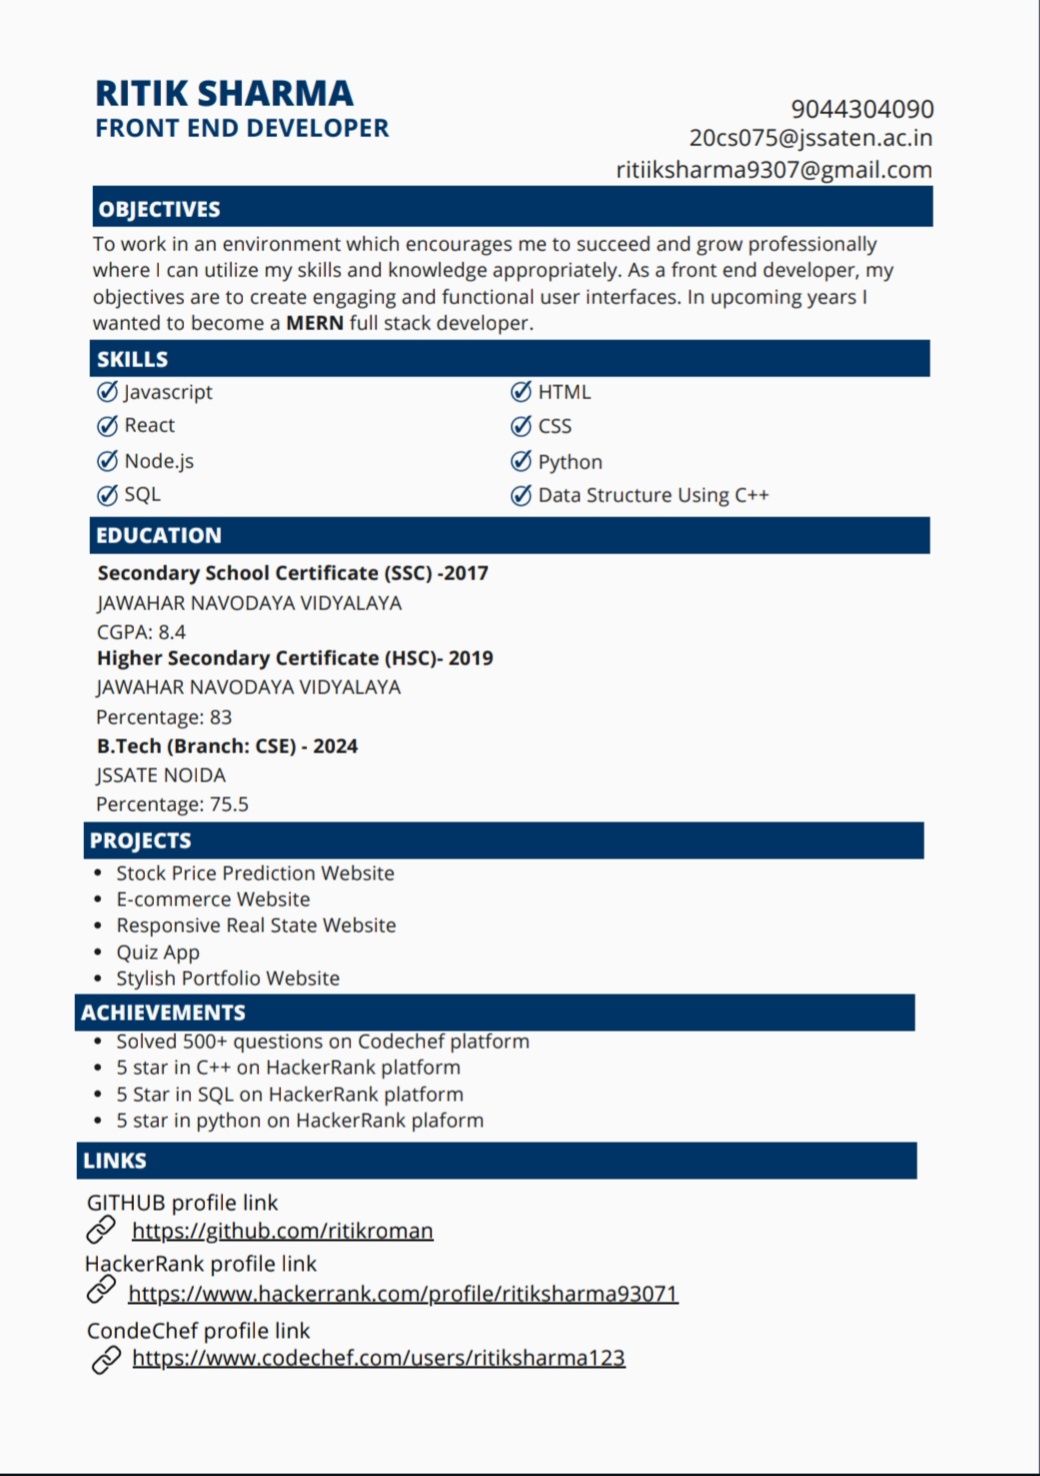 RITIK SHARMA
FRONT END DEVELOPER
9044304090
20cs075@jssaten.ac.in
ritiiksharma9307@gmail.com
OBJECTIVES
To work in an environment which encourages me to succeed and grow professionally
where I can utilize my skills and knowledge appropriately. As a front end developer, my
objectives are to create engaging and functional user interfaces. In upcoming years I
wanted to become a MERN full stack developer.
SKILLS
Javascript
React
Node.js
SQL
HTML
CSS
Python
Data Structure Using C++
EDUCATION
Secondary School Certificate (SSC) -2017
JAWAHAR NAVODAYA VIDYALAYA
CGPA: 8.4
Higher Secondary Certificate (HSC)- 2019
JAWAHAR NAVODAYA VIDYALAYA
Percentage: 83
B.Tech (Branch: CSE) - 2024
JSSATE NOIDA
Percentage: 75.5
PROJECTS
• Stock Price Prediction Website
• E-commerce Website
• Responsive Real State Website
• Quiz App
• Stylish Portfolio Website
ACHIEVEMENTS
• Solved 500+ questions on Codechef platform
• 5 star in C++ on HackerRank platform
• 5 Star in SQL on HackerRank platform
• 5 star in python on HackerRank plaform
LINKS
GITHUB profile link
https://github.com/ritikroman
HackerRank profile link
https://www.hackerrank.com/profile/ritiksharma93071
CondeChef profile link
https://www.codechef.com/users/ritiksharma123